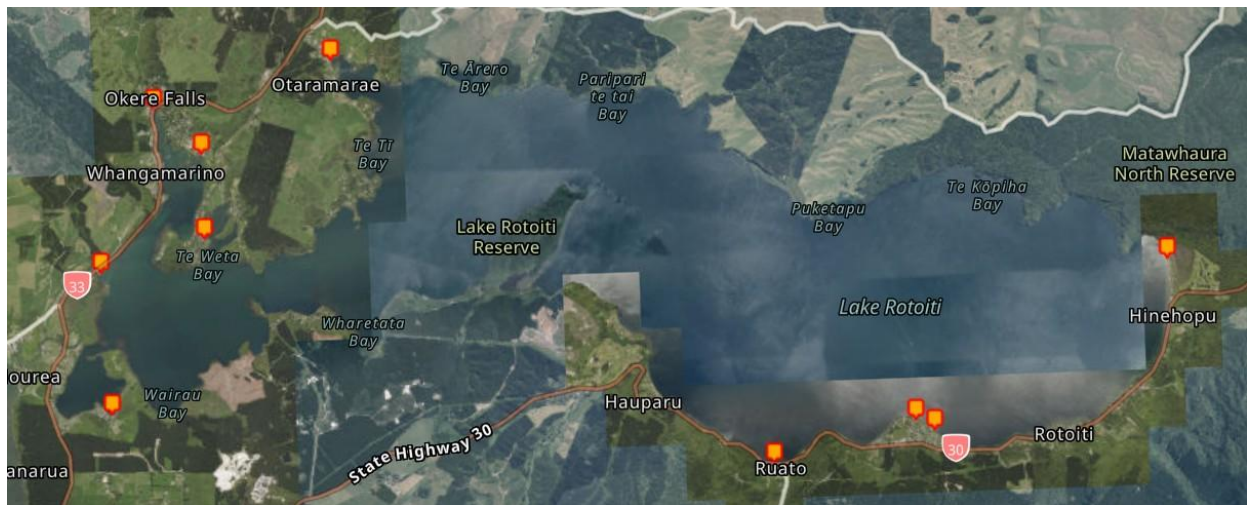 Otaramarae
Okere Falls
Te Ārero
Bay
Paripari
te tai
Bay
Te Tī
Bay
Whangamarino
Matawhaura
North Reserve
Te Kōpiha
Bay
Puketapu
Bay
Lake Rotoiti
Reserve
Te Weta
Bay
33
Lake Rotoiti
Hinehopu
Wharetata
Bay
ourea
Wairau
Bay
Hauparu
State Highway 30
Rotoiti
30
Ruato
anarua